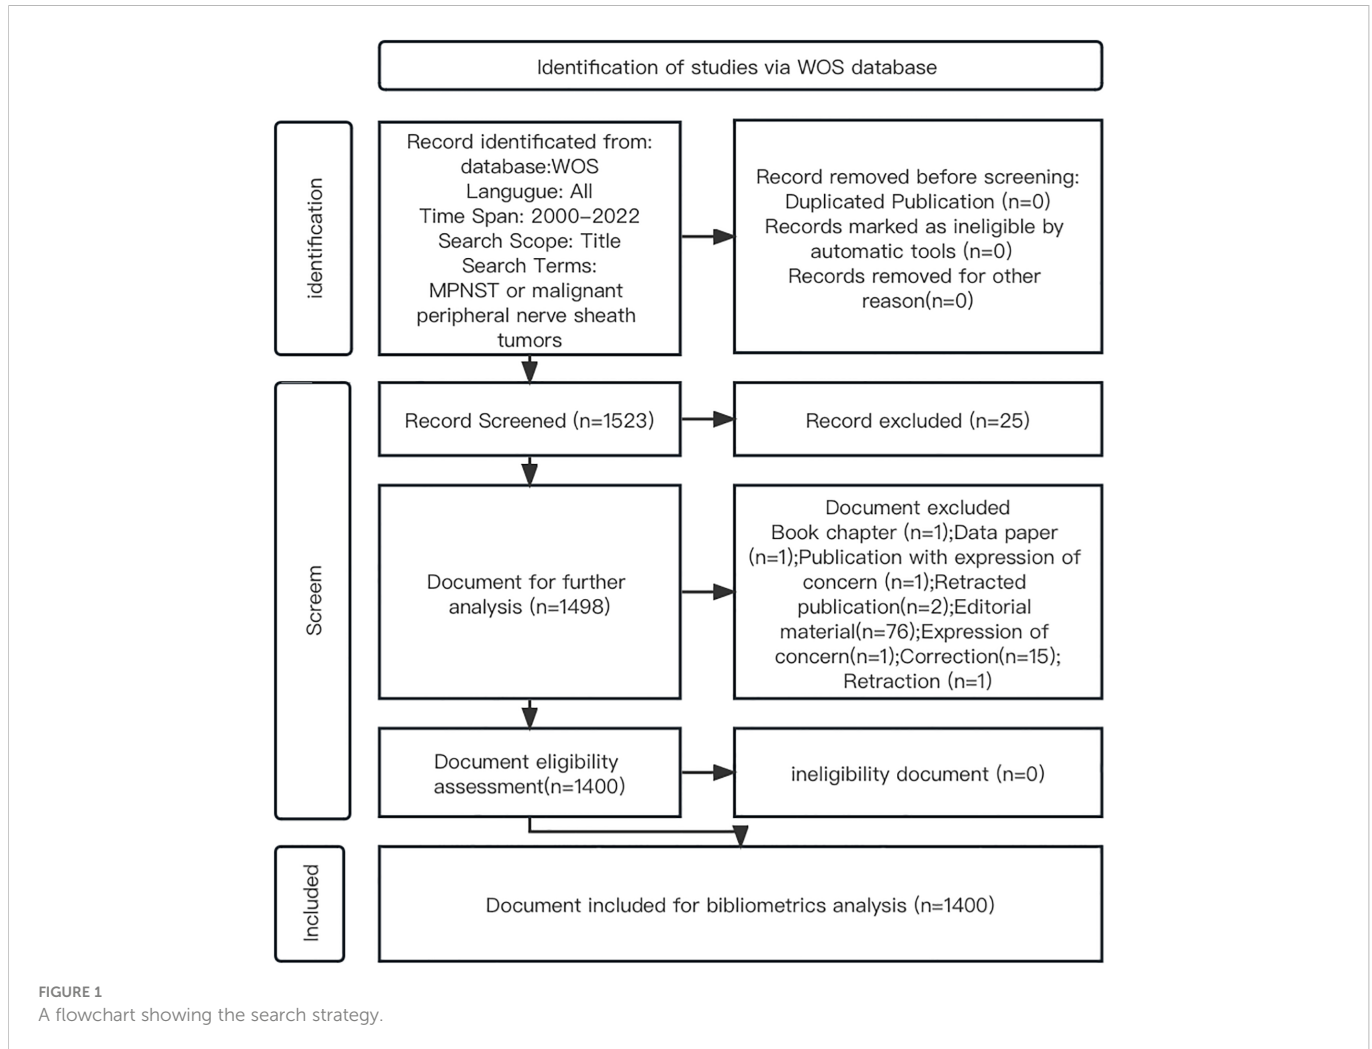 Identification of studies via WOS database
identification
Record identificated from:
database:WOS
Langugue: All
Time Span: 2000–2022
Search Scope: Title
Search Terms:
MPNST or malignant
peripheral nerve sheath
tumors
Record removed before screening:
Duplicated Publication (n=0)
Records marked as ineligible by
automatic tools (n=0)
Records removed for other
reason(n=0)
Screem
Record Screened (n=1523)
Record excluded (n=25)
Document for further
analysis (n=1498)
Document excluded
Book chapter (n=1);Data paper
(n=1);Publication with expression of
concern (n=1);Retracted
publication(n=2);Editorial
material(n=76);Expression of
concern(n=1);Correction(n=15);
Retraction (n=1)
Document eligibility
assessment(n=1400)
ineligibility document (n=0)
Included
Document included for bibliometrics analysis (n=1400)
FIGURE 1
A flowchart showing the search strategy.